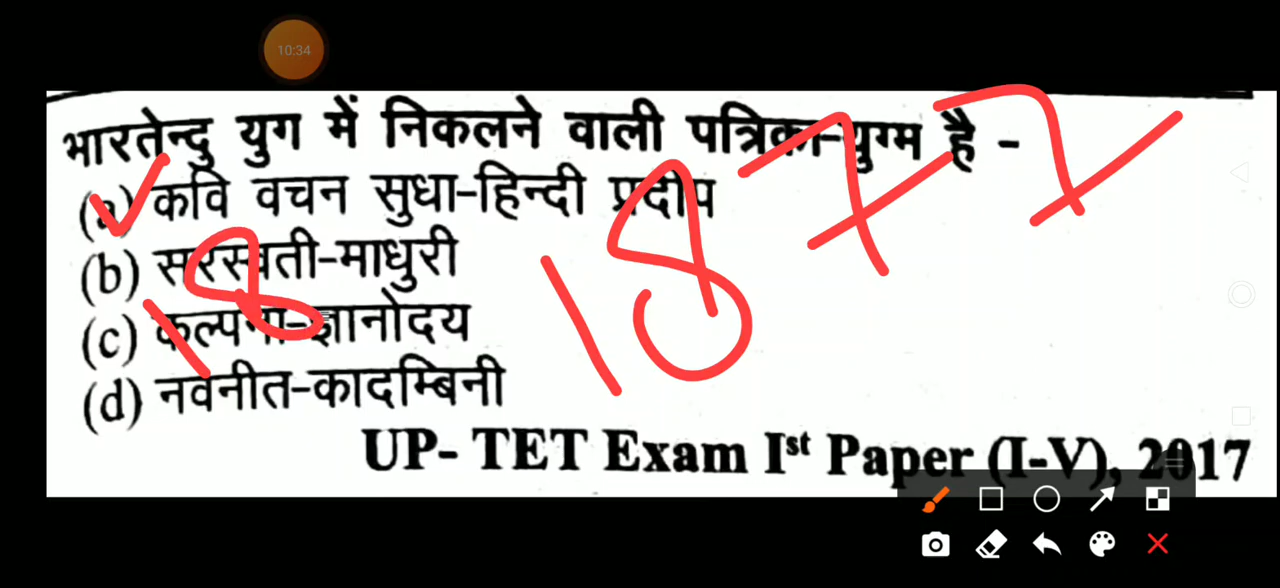 10:34
भारतेन्दु युग में निकलने वाली पत्रिका-युग्म है -
(a) कवि वचन सुधा-हिन्दी प्रदीप
(b) सरस्वती-माधुरी
(c) कल्पना-ज्ञानोदय
(d) नवनीत-कादम्बिनी
UP- TET Exam Ist Paper (I-V), 2017
18
1877